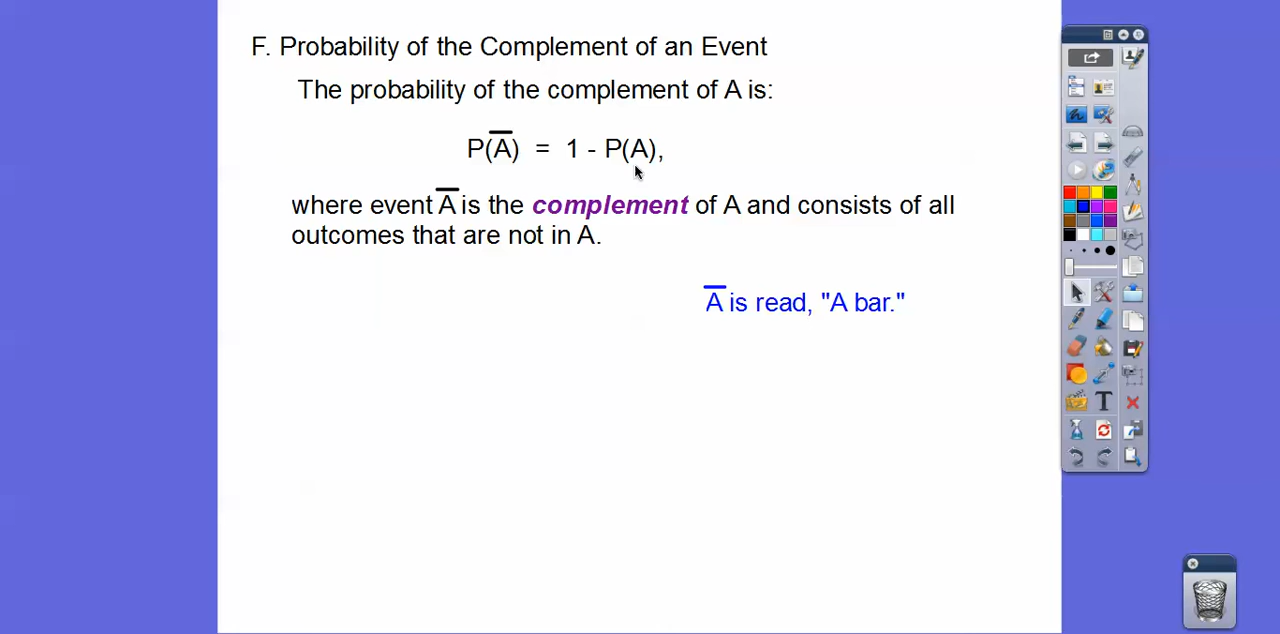 F. Probability of the Complement of an Event
The probability of the complement of A is:
P(A̅) = 1 - P(A),
where event A̅ is the complement of A and consists of all
outcomes that are not in A.
A̅ is read, "A bar."